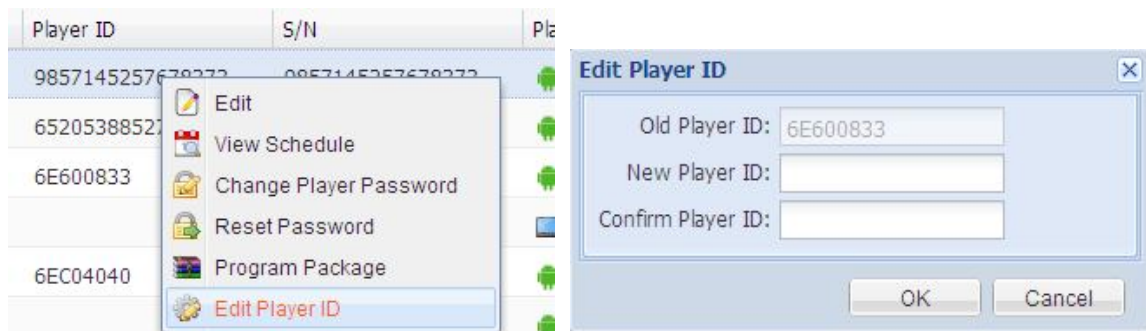 Player ID S/N
Edit
65205388527
View Schedule
6E600833
Change Player Password
Reset Password
6EC04040
Program Package
Edit Player ID
Edit Player ID
Old Player ID: 6E600833
New Player ID:
Confirm Player ID:
OK Cancel